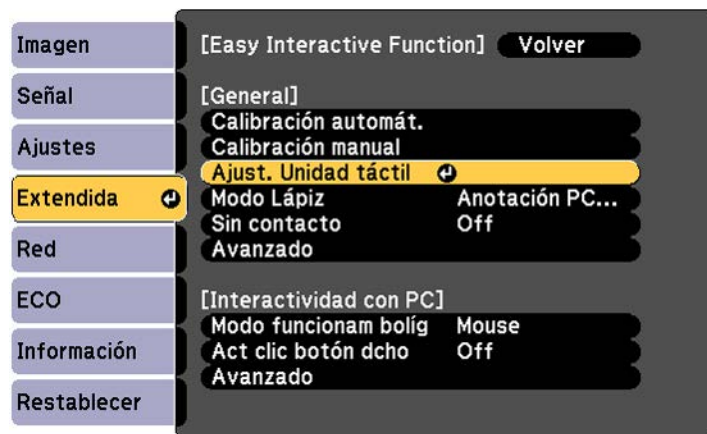 Imagen
Señal
Ajustes
Extendida
Red
ECO
Información
Restablecer
[Easy Interactive Function] Volver
[General]
Calibración automát.
Calibración manual
Ajust. Unidad táctil
Modo Lápiz Anotación PC...
Sin contacto Off
Avanzado
[Interactividad con PC]
Modo funcionam bolíg Mouse
Act clic botón dcho Off
Avanzado